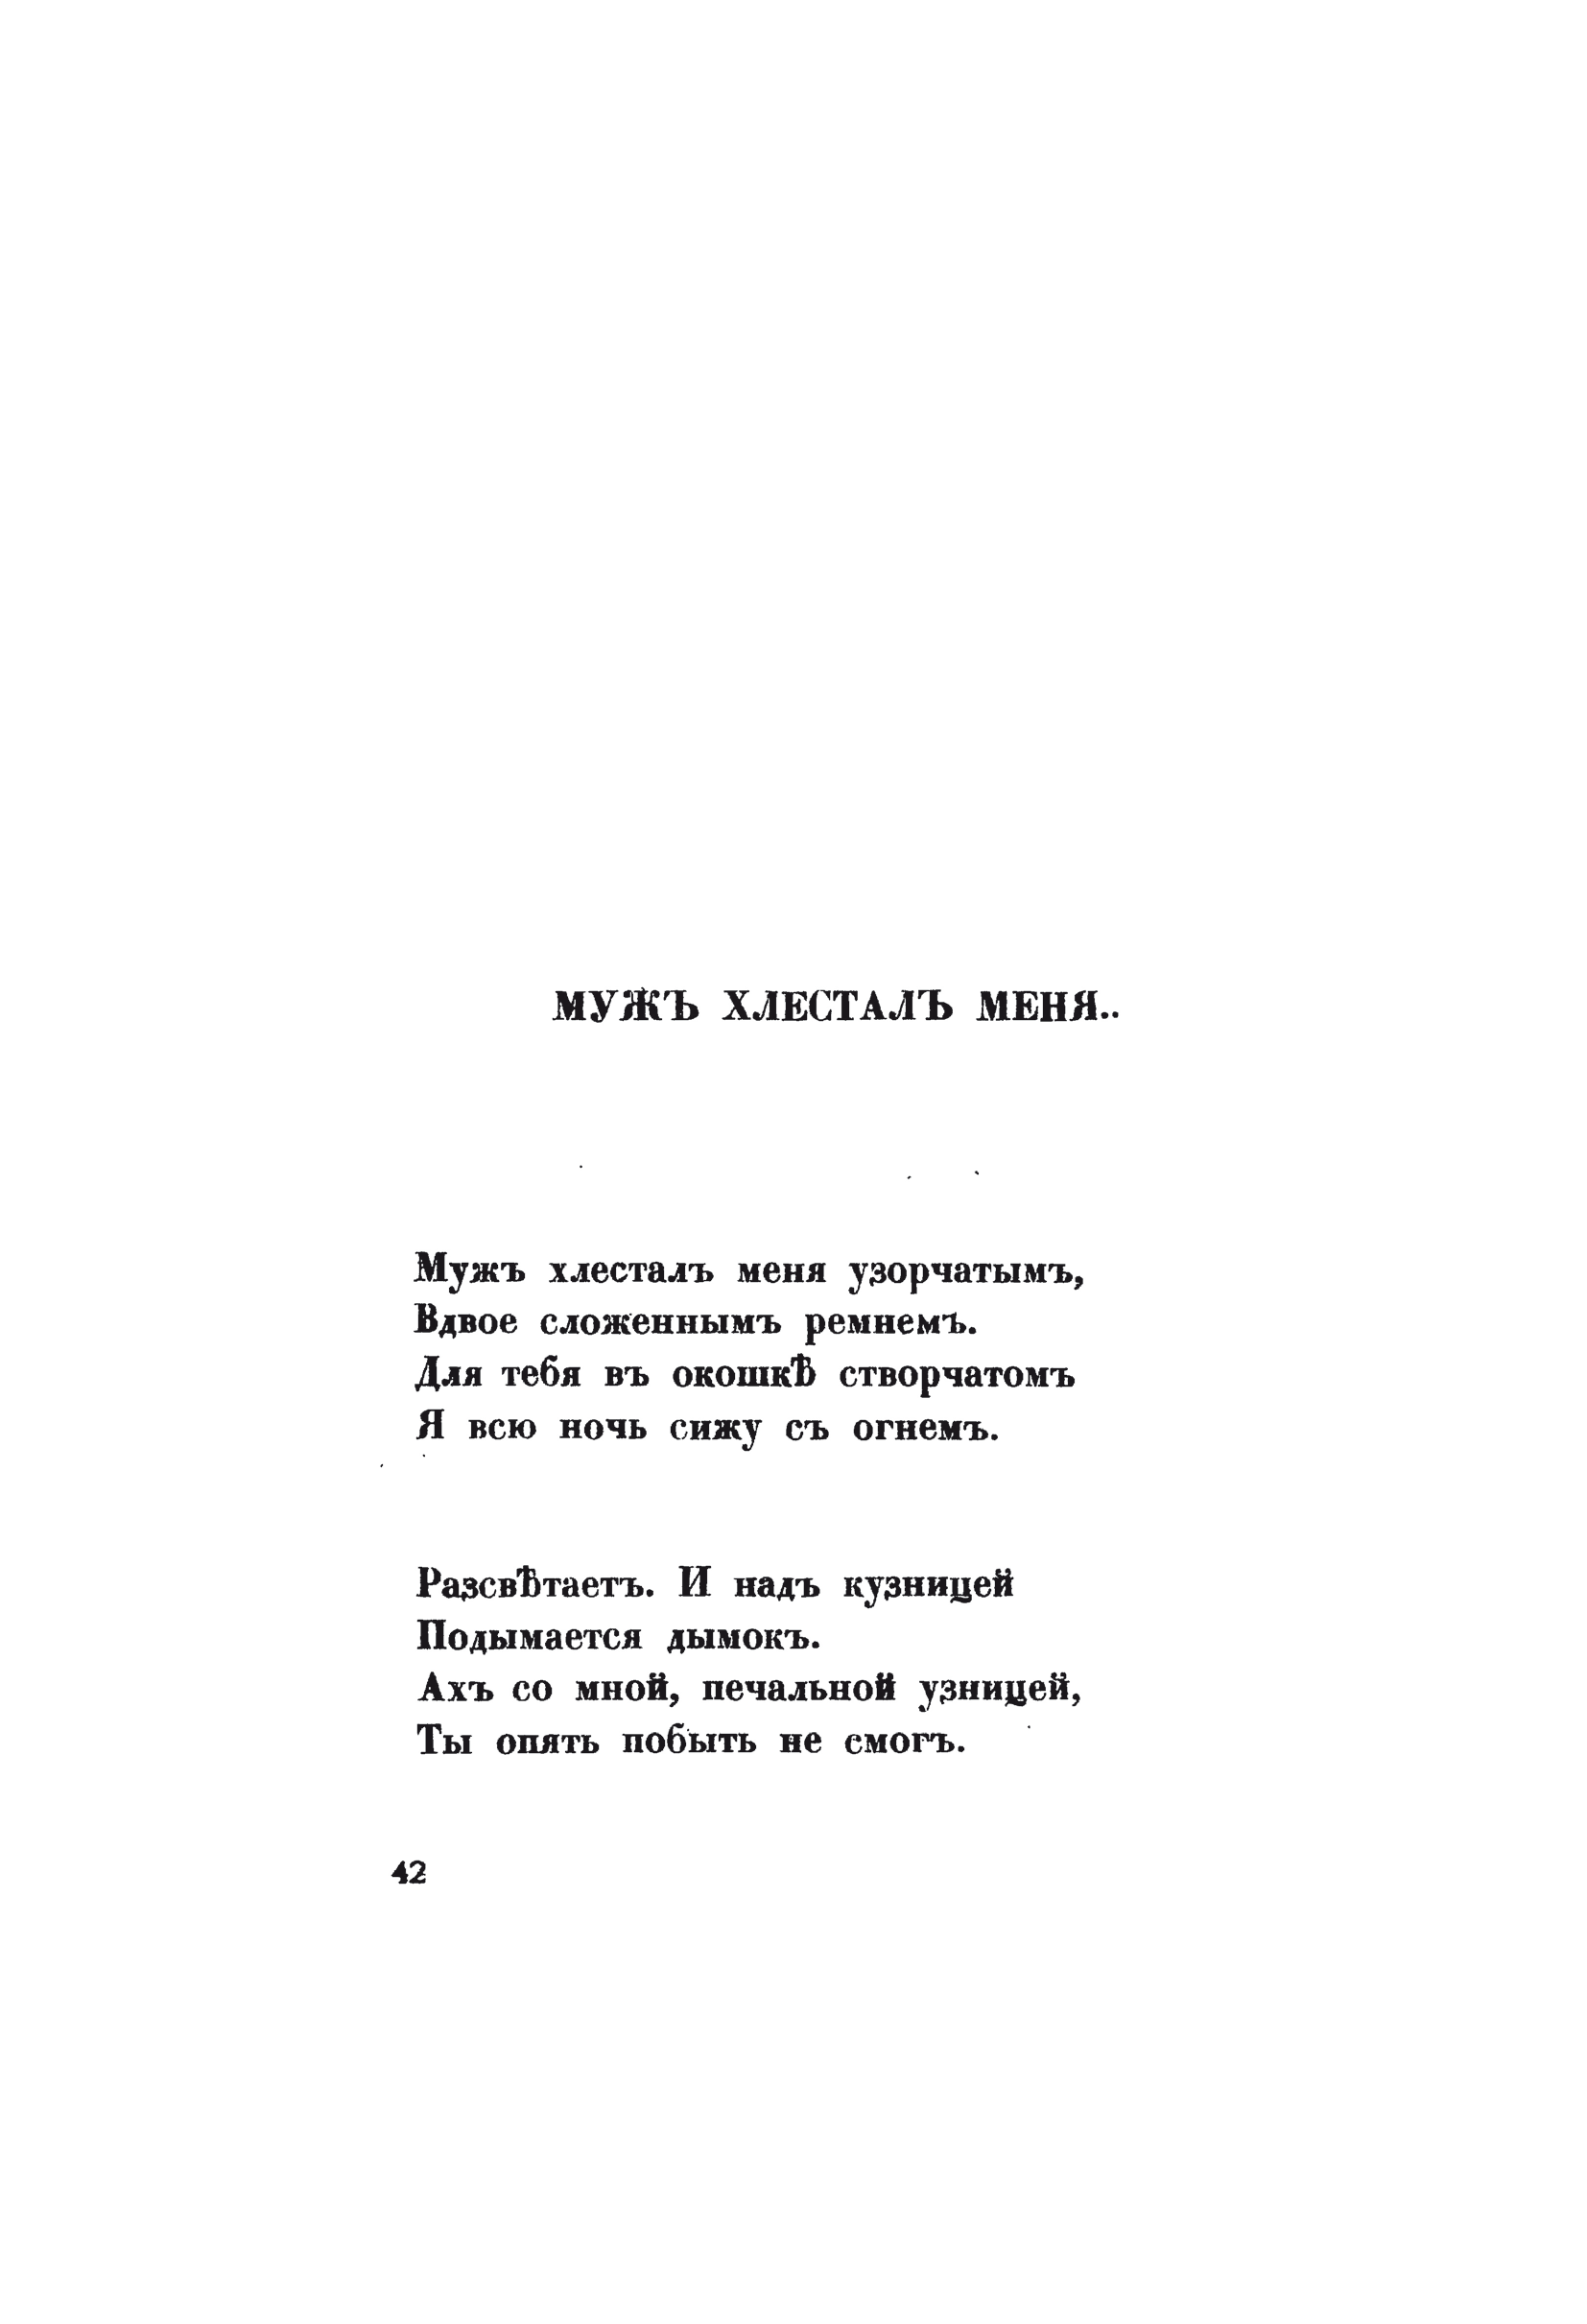 МУЖЪ ХЛЕСТАЛЪ МЕНЯ..
Мужъ хлесталъ меня узорчатымъ,
Вдвое сложеннымъ ремнемъ.
Для тебя въ окошкѣ створчатомъ
Я всю ночь сижу съ огнемъ.
Разсвѣтаетъ. И надъ кузницей
Подымается дымокъ.
Ахъ со мной, печальной узницей,
Ты опять побыть не смогъ.
42